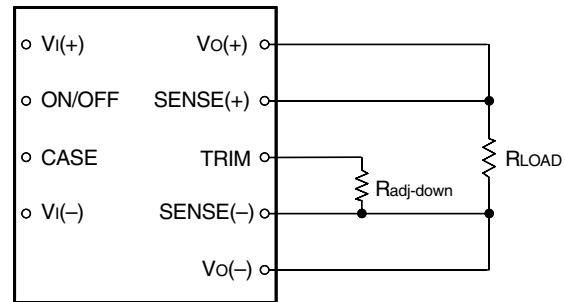 VI(+)
VO(+)
ON/OFF
SENSE(+)
CASE
TRIM
RLOAD
Radj-down
VI(–)
SENSE(–)
VO(–)